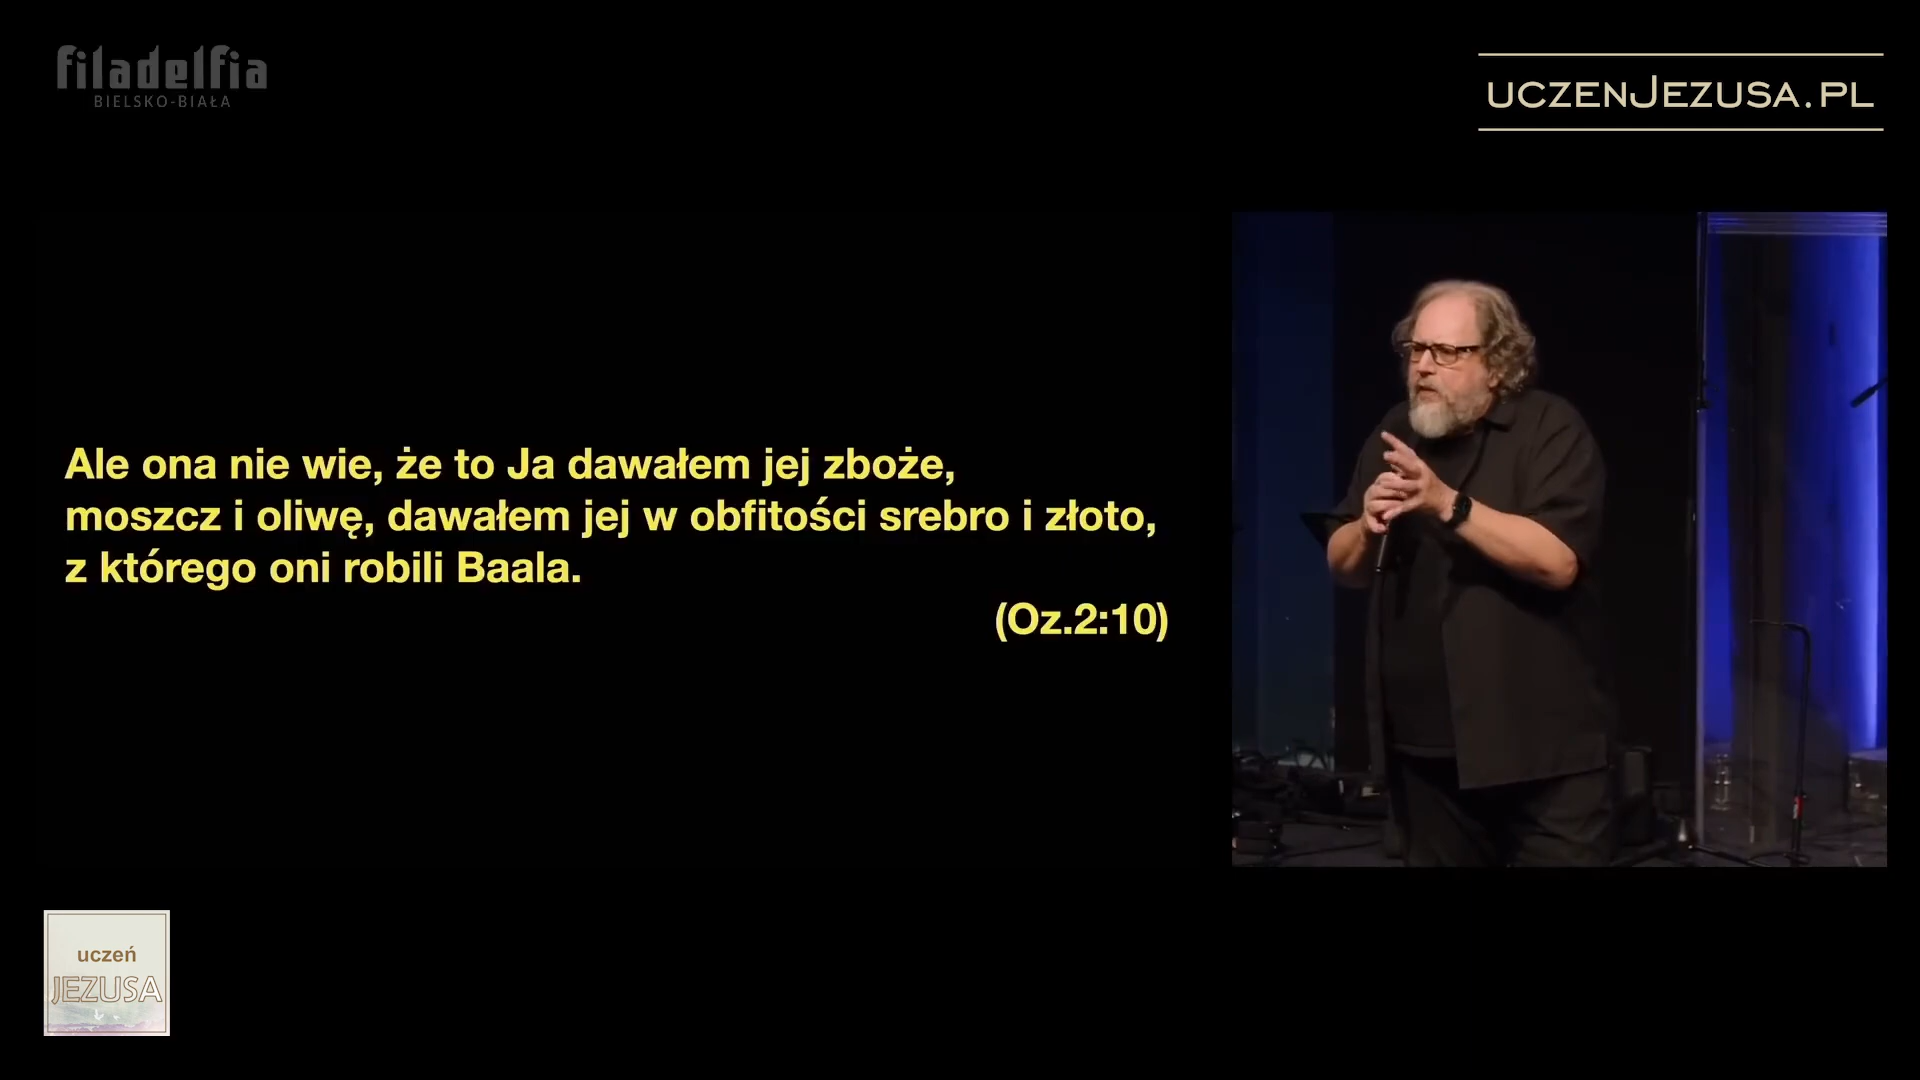 filadelfia
BIELSKO-BIAŁA
UCZENJEZUSA.PL
Ale ona nie wie, że to Ja dawałem jej zboże,
moszcz i oliwę, dawałem jej w obfitości srebro i złoto,
z którego oni robili Baala.
(Oz.2:10)
uczeń
JEZUSA